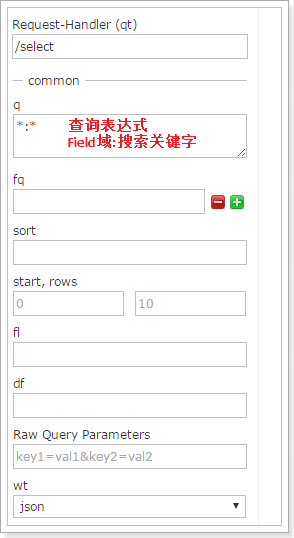 Request-Handler (qt)
/select
common
q
*:*
查询表达式
Field域:搜索关键字
fq
sort
start, rows
0
10
fl
df
Raw Query Parameters
key1=val1&key2=val2
wt
json